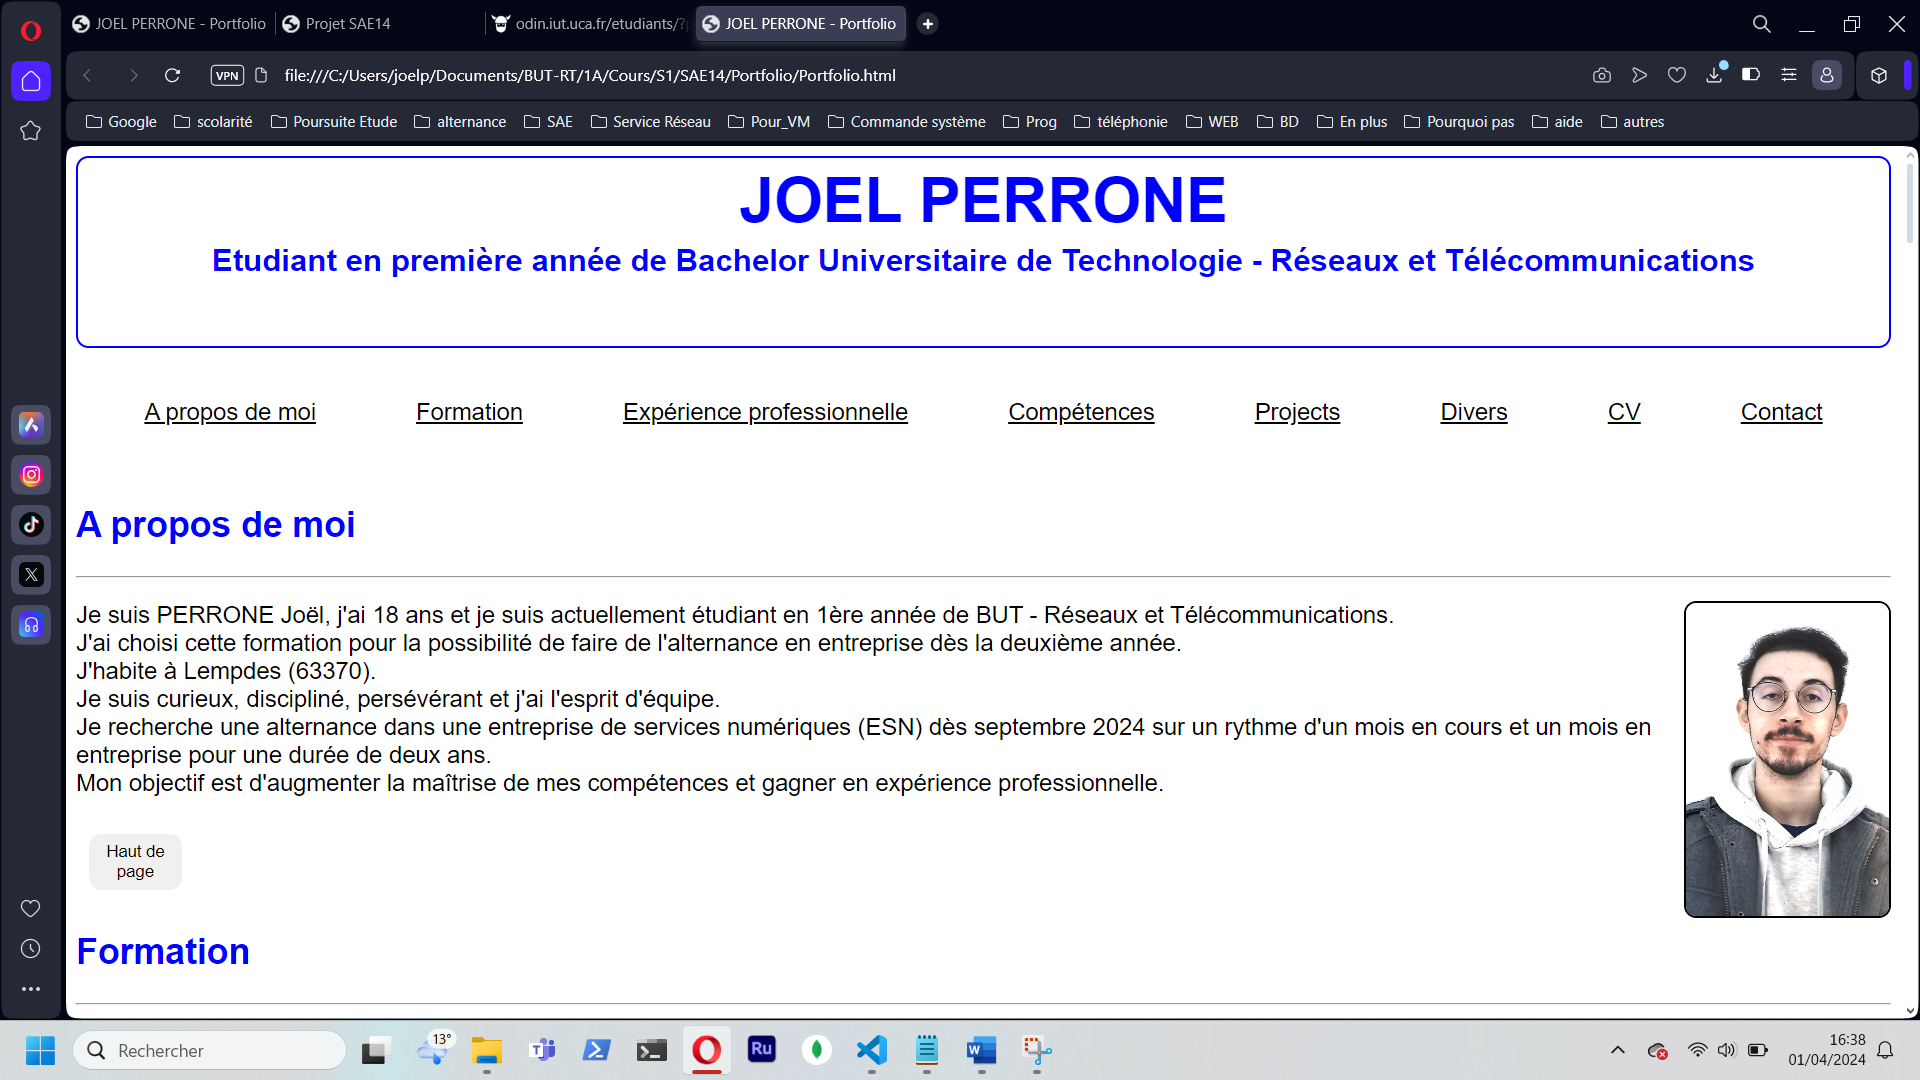 JOEL PERRONE - Portfolio
Projet SAE14
odin.iut.uca.fr/etudiants/?
JOEL PERRONE - Portfolio
VPN
file:///C:/Users/joelp/Documents/BUT-RT/1A/Cours/S1/SAE14/Portfolio/Portfolio.html
Google scolarité Poursuite Etude alternance SAE Service Réseau Pour_VM Commande système Prog téléphonie WEB BD En plus Pourquoi pas aide autres
JOEL PERRONE
Etudiant en première année de Bachelor Universitaire de Technologie - Réseaux et Télécommunications
A propos de moi Formation Expérience professionnelle Compétences Projects Divers CV Contact
A propos de moi
Je suis PERRONE Joël, j'ai 18 ans et je suis actuellement étudiant en 1ère année de BUT - Réseaux et Télécommunications.
J'ai choisi cette formation pour la possibilité de faire de l'alternance en entreprise dès la deuxième année.
J'habite à Lempdes (63370).
Je suis curieux, discipliné, persévérant et j'ai l'esprit d'équipe.
Je recherche une alternance dans une entreprise de services numériques (ESN) dès septembre 2024 sur un rythme d'un mois en cours et un mois en
entreprise pour une durée de deux ans.
Mon objectif est d'augmenter la maîtrise de mes compétences et gagner en expérience professionnelle.
Haut de
page
Formation
Rechercher
13°
Ru
16:38
01/04/2024